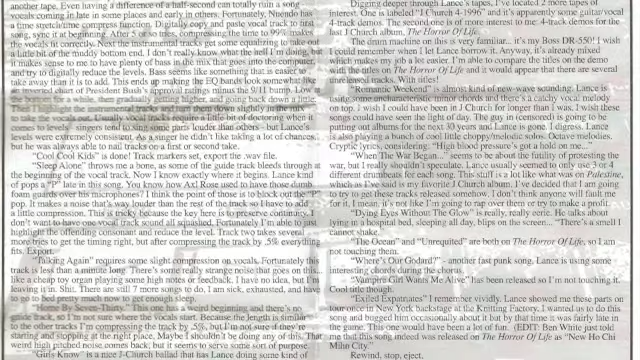 another tape. Even having a difference of a half-second can totally ruin a song -
vocals coming in late in some places and early in others. Fortunately, Nuendo has
a time stretch/time compress function. Digitally copy and paste vocal track to first
song, sync it at beginning. After 5 or so tries, compressing the time to 99% makes
the vocals fit correctly. Next the instrumental tracks get some equalizing to take out
a little bit of the muddy bottom end. I don't really know what the hell I'm doing, but
it makes sense to me to have plenty of bass in the mix that goes into the computer,
and try to digitally reduce the levels. Bass seems like something that is easier to
take away than it is to add. This ends up making the EQ bands look somewhat like
an inverted chart of President Bush's approval ratings minus the 9/11 bump. Low
the bottom for a while, then gradually getting higher, and going back down a little.
Then I highlight the instrumental tracks and turn them down slightly in the mix
to take the vocals out. Usually vocal tracks require a little bit of doctoring when it
comes to levels - singers tend to sing some parts louder than others - but Lance's
levels were extremely consistent. As a singer he didn't like taking a lot of chances,
but he was always able to nail tracks on a first or second take.
"Cool Cool Kids" is done! Track markers set, export the .wav file.
"Sleep Alone" throws me a bone, as some of the guide track bleeds through at
the beginning of the vocal track. Now I know exactly where it begins. Lance kind
of pops a "P" late in this song. You know how Axl Rose used to have those dumb
foam guards over his microphones? I think the point of those is to block out the "P"
pop. It makes a noise that's way louder than the rest of the track so I have to add
a little compression. This is tricky because the key here is to preserve continuity. I
don't want to have one vocal track sound all squashed. Fortunately I'm able to just
highlight the offending consonant and reduce the level. Track two takes several
more tries to get the timing right, but after compressing the track by .5% everything
fits. Export.
"Faking Again" requires some slight compression on vocals. Fortunately this
track is less than a minute long. There's some really strange noise that goes on this...
like a cheap toy organ playing some high notes or feedback. I have no idea, but I'm
leaving it in. Shit. There are still 7 more songs to do, I am sick, exhausted, and have
to go to bed pretty much now to get enough sleep.
"Home By Seven-Thirty." This one has a weird beginning and there's no
guide track, so I'm not sure where the vocals start. Because the length is similar
to the other tracks I'm compressing the track by .5%, but I'm not sure if they're
starting and stopping at the right place. Maybe I shouldn't be doing any of this. That
weird high pitched noise comes back, but it seems to serve some sort of purpose.
"Girls Know" is a nice J-Church ballad that has Lance doing some kind of
Digging deeper through Lance's tapes, I've located 2 more tapes of
interest. One is labeled "J Church 4-1996" and it's apparently some guitar/vocal
4-track demos. The second one is of more interest to me: 4-track demos for the
last J Church album, The Horror Of Life.
The drum machine on this is very familiar... it's my Boss DR-550! I wish
I could remember when I let Lance borrow it. Anyway, it's already mixed
which makes my job a lot easier. I'm able to compare the titles on the demo
with the titles on The Horror Of Life and it would appear that there are several
unreleased tracks. With titles!
"Romantic Weekend" is almost kind of new-wave sounding. Lance is
using some uncharacteristic minor chords and there's a catchy vocal melody
on top. I wish I could have been in J Church for longer than I was. I wish these
songs could have seen the light of day. The guy in (censored) is going to be
putting out albums for the next 30 years and Lance is gone. I digress. Lance
is also playing a bunch of cool little choppy/melodic solos. Octave melodies.
Cryptic lyrics, considering: "High blood pressure's got a hold on me..."
"When The War Began..." seems to be about the futility of protesting the
war, but I really shouldn't speculate. Lance usually seemed to only use 3 or 4
different drumbeats for each song. This stuff is a lot like what was on Palestine,
which as I've said is my favorite J Church album. I've decided that I am going
to try to get these tracks released somehow. I don't think anyone will fault me
for it. I mean, it's not like I'm going to rap over them or try to make a profit.
"Dying Eyes Without The Glow" is really, really eerie. He talks about
lying in a hospital bed, sleeping all day, blips on the screen... "There's a smell I
cannot shake."
"The Ocean" and "Unrequited" are both on The Horror Of Life, so I am
not touching them.
"Where's Our Godard?" - another fast punk song. Lance is using some
interesting chords during the chorus.
"Vampire Girl Wants Me Alive" has been released so I'm not touching it.
Cool title though.
"Exiled Expatriates" I remember vividly. Lance showed me these parts on
tour once in New York backstage at the Knitting Factory. I wanted us to do this
song and bugged him occasionally about it but by that time it was fairly late in
the game. This one would have been a lot of fun. (EDIT: Ben White just told
me that this song indeed was released on The Horror Of Life as "New Ho Chi
Mihn City"
Rewind, stop, eject.